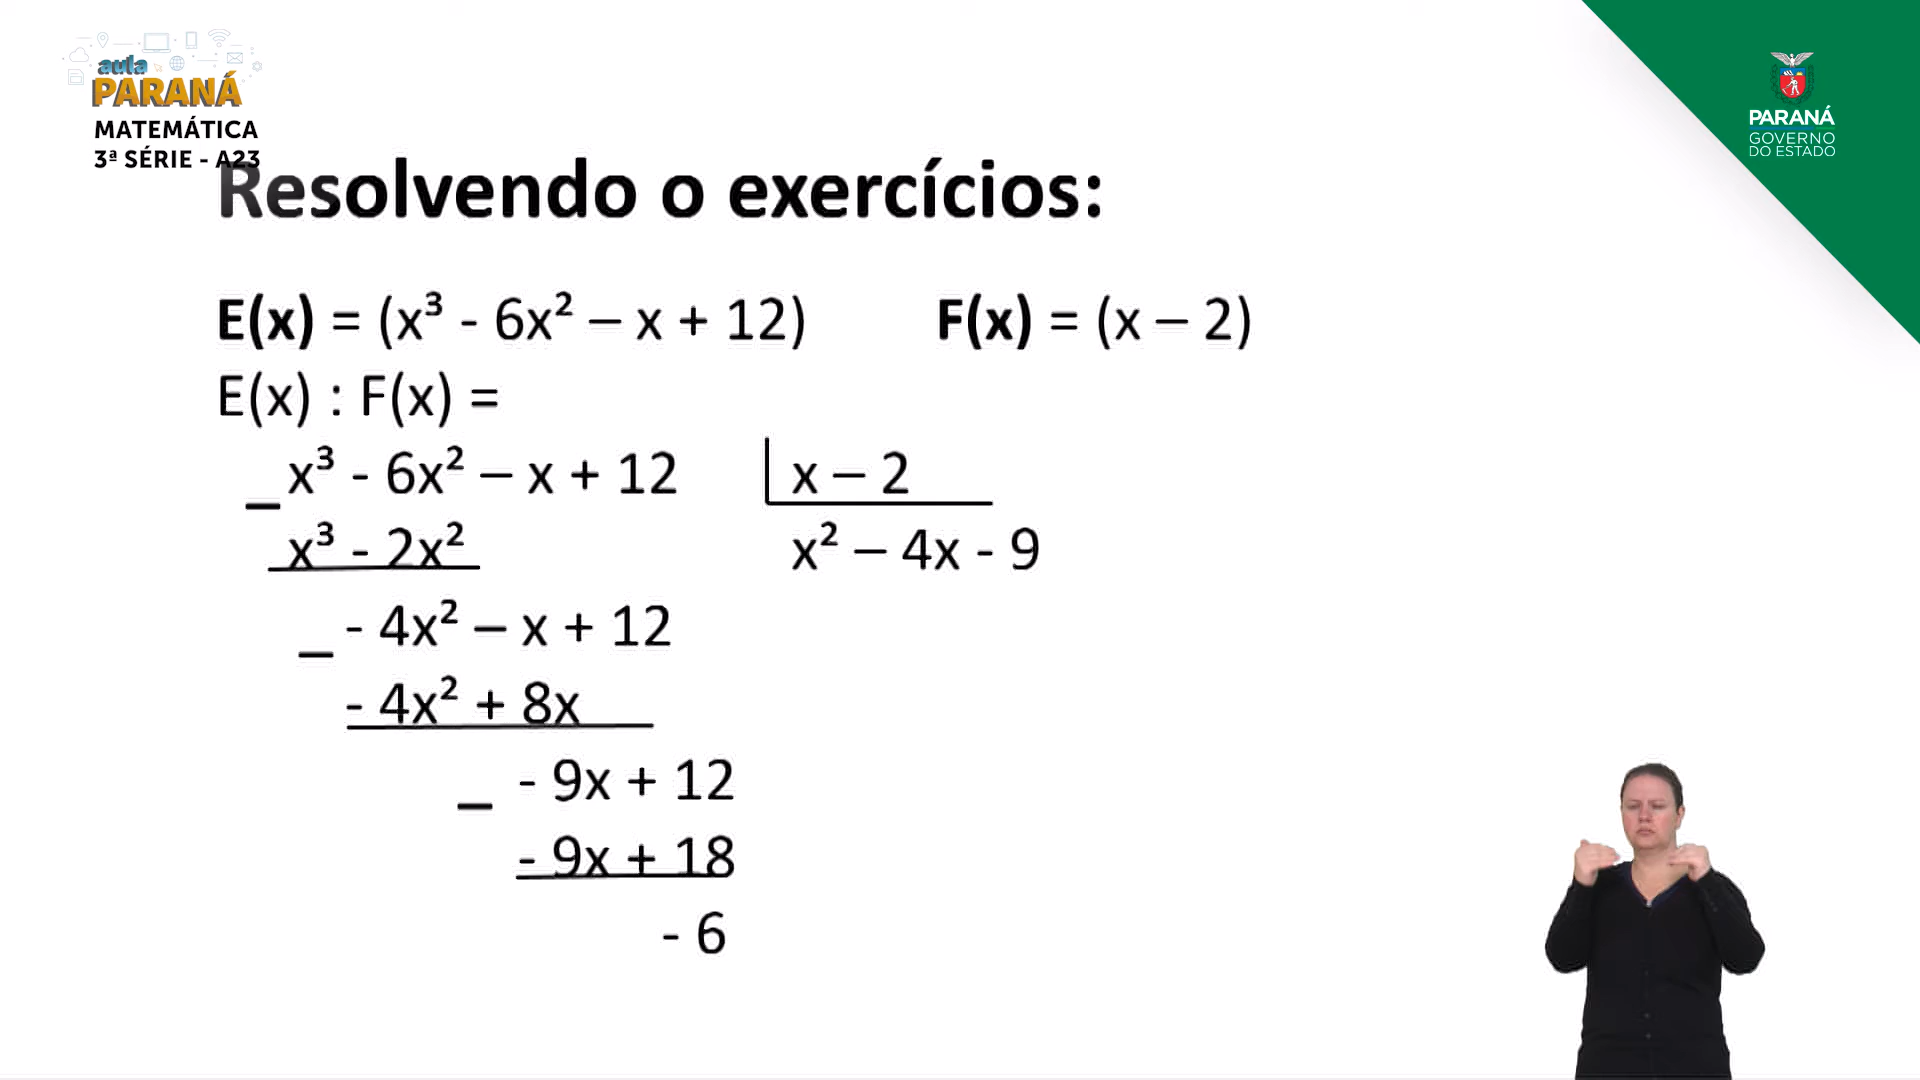 aula
PARANÁ
MATEMÁTICA
3ª SÉRIE - A23
PARANÁ
GOVERNO
DO ESTADO
Resolvendo o exercícios:
E(x) = (x³ - 6x² – x + 12) F(x) = (x – 2)
E(x) : F(x) =
_ x³ - 6x² – x + 12 x – 2
x³ - 2x² x² – 4x - 9
_ - 4x² – x + 12
- 4x² + 8x
_ - 9x + 12
- 9x + 18
- 6